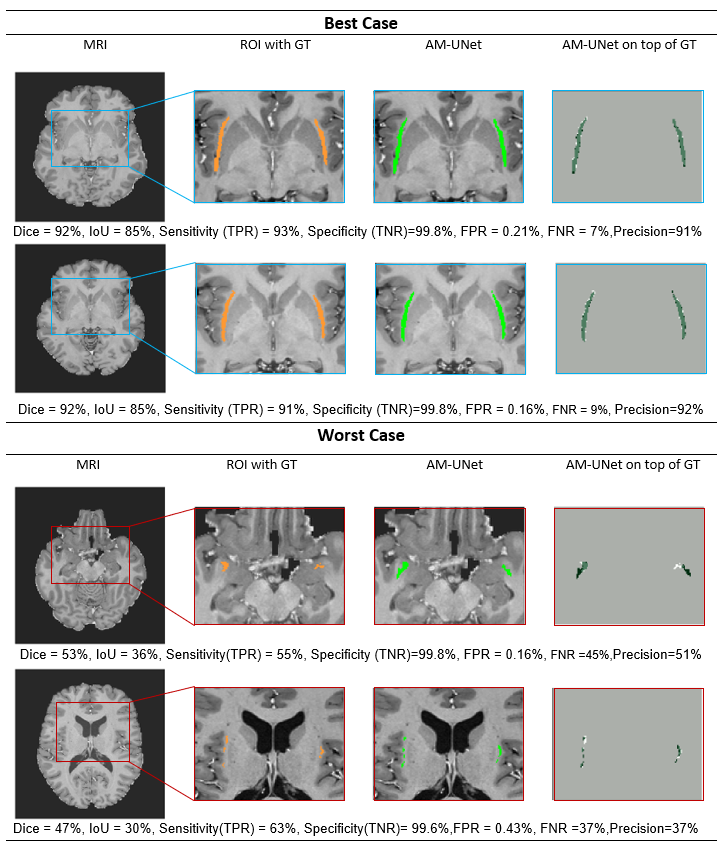 Best Case
MRI ROI with GT AM-UNet AM-UNet on top of GT
Dice = 92%, IoU = 85%, Sensitivity (TPR) = 93%, Specificity (TNR)=99.8%, FPR = 0.21%, FNR = 7%,Precision=91%
Dice = 92%, IoU = 85%, Sensitivity (TPR) = 91%, Specificity (TNR)=99.8%, FPR = 0.16%, FNR = 9%, Precision=92%
Worst Case
MRI ROI with GT AM-UNet AM-UNet on top of GT
Dice = 53%, IoU = 36%, Sensitivity(TPR) = 55%, Specificity (TNR)=99.8%, FPR = 0.16%, FNR =45%,Precision=51%
Dice = 47%, IoU = 30%, Sensitivity(TPR) = 63%, Specificity(TNR)= 99.6%,FPR = 0.43%, FNR =37%,Precision=37%